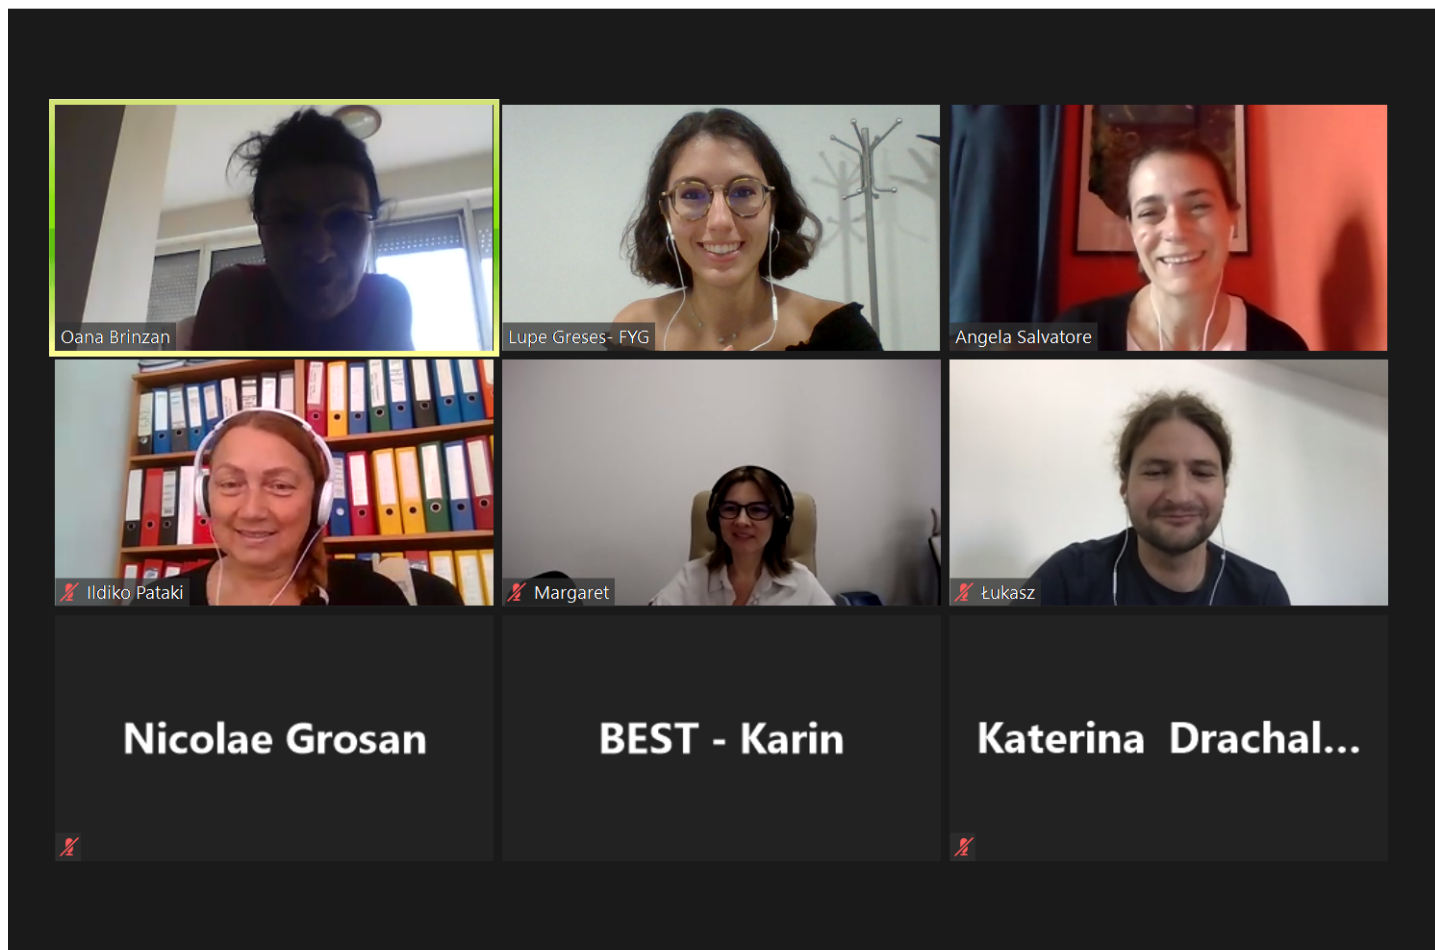 Oana Brinzan
Lupe Greses- FYG
Angela Salvatore
Ildiko Pataki
Margaret
Łukasz
Nicolae Grosan
BEST - Karin
Katerina Drachal...